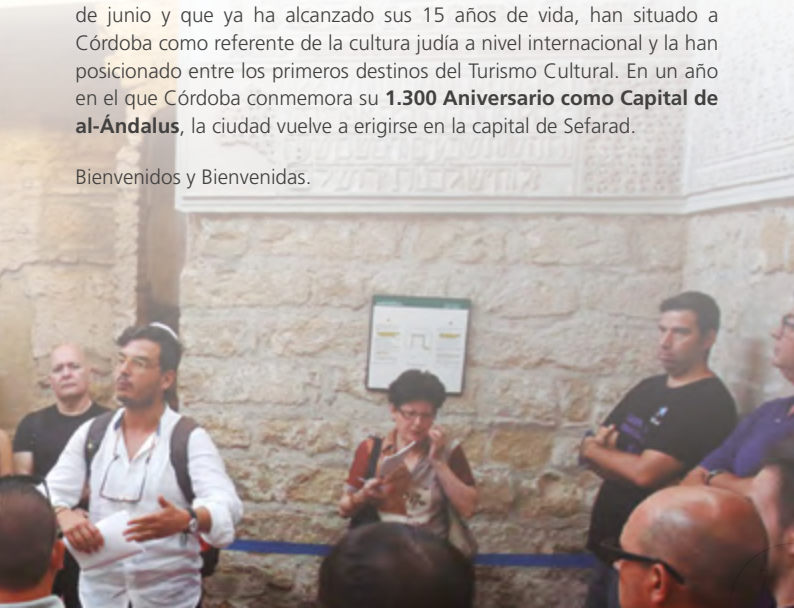 de junio y que ya ha alcanzado sus 15 años de vida, han situado a
Córdoba como referente de la cultura judía a nivel internacional y la han
posicionado entre los primeros destinos del Turismo Cultural. En un año
en el que Córdoba conmemora su 1.300 Aniversario como Capital de
al-Ándalus, la ciudad vuelve a erigirse en la capital de Sefarad.
Bienvenidos y Bienvenidas.